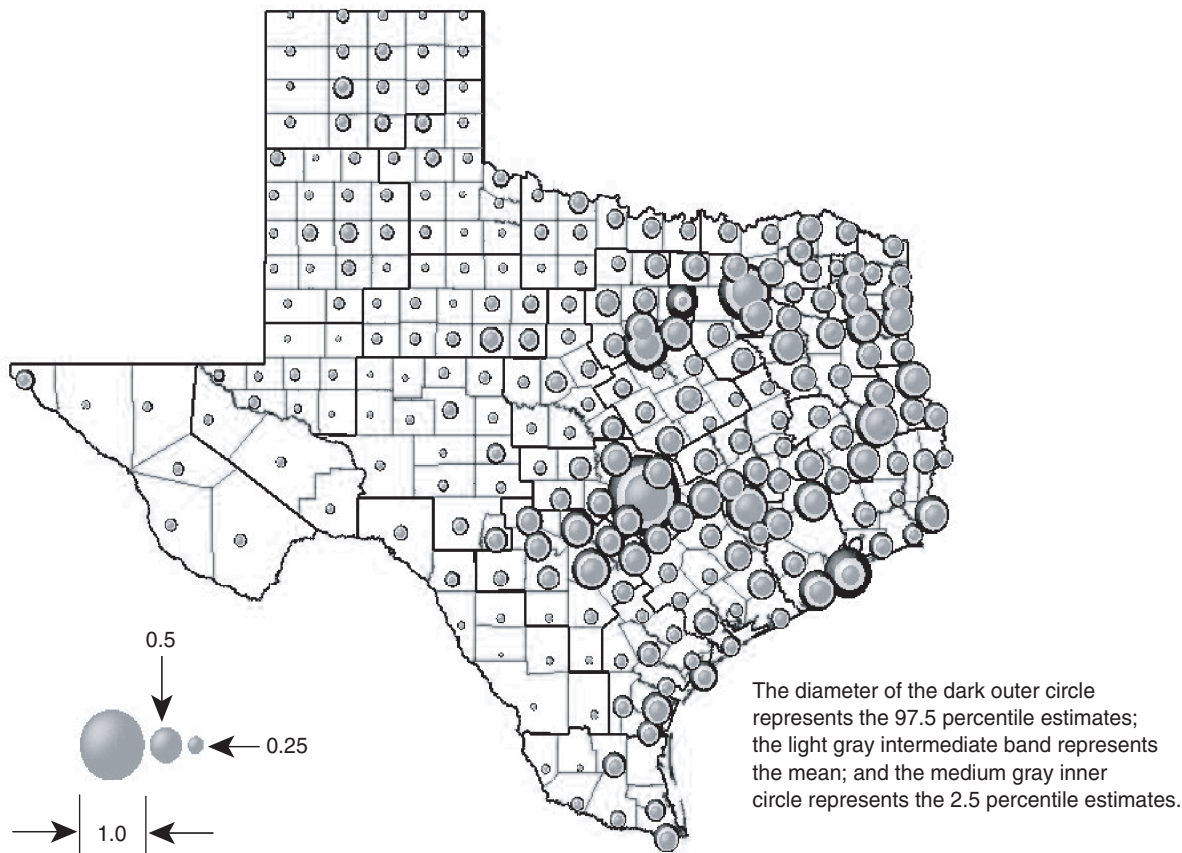 0.5
0.25
1.0
The diameter of the dark outer circle
represents the 97.5 percentile estimates;
the light gray intermediate band represents
the mean; and the medium gray inner
circle represents the 2.5 percentile estimates.